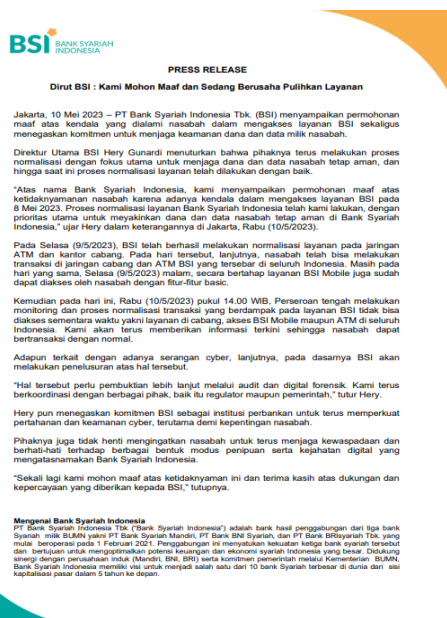 BSI BANK SYARIAH
INDONESIA
PRESS RELEASE
Dirut BSI : Kami Mohon Maaf dan Sedang Berusaha Pulihkan Layanan
Jakarta, 10 Mei 2023 – PT Bank Syariah Indonesia Tbk. (BSI) menyampaikan permohonan
maaf atas kendala yang dialami nasabah dalam mengakses layanan BSI sekaligus
menegaskan komitmen untuk menjaga keamanan dana dan data milik nasabah.
Direktur Utama BSI Hery Gunardi menuturkan bahwa pihaknya terus melakukan proses
normalisasi dengan fokus utama untuk menjaga dana dan data nasabah tetap aman, dan
hingga saat ini proses normalisasi layanan telah dilakukan dengan baik.
“Atas nama Bank Syariah Indonesia, kami menyampaikan permohonan maaf atas
ketidaknyamanan nasabah karena adanya kendala dalam mengakses layanan BSI pada
8 Mei 2023. Proses normalisasi layanan Bank Syariah Indonesia telah kami lakukan, dengan
prioritas utama untuk meyakinkan dana dan data nasabah tetap aman di Bank Syariah
Indonesia,” ujar Hery dalam keterangannya di Jakarta, Rabu (10/5/2023).
Pada Selasa (9/5/2023), BSI telah berhasil melakukan normalisasi layanan pada jaringan
ATM dan kantor cabang. Pada hari tersebut, lanjutnya, nasabah telah bisa melakukan
transaksi di jaringan cabang dan ATM BSI yang tersebar di seluruh Indonesia. Masih pada
hari yang sama, Selasa (9/5/2023) malam, secara bertahap layanan BSI Mobile juga sudah
dapat diakses oleh nasabah dengan fitur-fitur basic.
Kemudian pada hari ini, Rabu (10/5/2023) pukul 14.00 WIB, Perseroan tengah melakukan
monitoring dan proses normalisasi transaksi yang berdampak pada layanan BSI tidak bisa
diakses sementara waktu yakni layanan di cabang, akses BSI Mobile maupun ATM di seluruh
Indonesia. Kami akan terus memberikan informasi terkini sehingga nasabah dapat
bertransaksi dengan normal.
Adapun terkait dengan adanya serangan cyber, lanjutnya, pada dasarnya BSI akan
melakukan penelusuran atas hal tersebut.
“Hal tersebut perlu pembuktian lebih lanjut melalui audit dan digital forensik. Kami terus
berkoordinasi dengan berbagai pihak, baik itu regulator maupun pemerintah,” tutur Hery.
Hery pun menegaskan komitmen BSI sebagai institusi perbankan untuk terus memperkuat
pertahanan dan keamanan cyber, terutama demi kepentingan nasabah.
Pihaknya juga tidak henti mengingatkan nasabah untuk terus menjaga kewaspadaan dan
berhati-hati terhadap berbagai bentuk modus penipuan serta kejahatan digital yang
mengatasnamakan Bank Syariah Indonesia.
“Sekali lagi kami mohon maaf atas ketidaknyaman ini dan terima kasih atas dukungan dan
kepercayaan yang diberikan kepada BSI,” tutupnya.
Mengenai Bank Syariah Indonesia
PT Bank Syariah Indonesia Tbk (“Bank Syariah Indonesia”) adalah bank hasil penggabungan dari tiga bank
Syariah milik BUMN yakni PT Bank Syariah Mandiri, PT Bank BNI Syariah, dan PT Bank BRIsyariah Tbk. yang
mulai beroperasi pada 1 Februari 2021. Penggabungan ini menyatukan kekuatan ketiga bank syariah tersebut
dan bertujuan untuk mengoptimalkan potensi keuangan dan ekonomi syariah Indonesia yang besar. Didukung
sinergi dengan perusahaan induk (Mandiri, BNI, BRI) serta komitmen pemerintah melalui Kementerian BUMN,
Bank Syariah Indonesia memiliki visi untuk menjadi salah satu dari 10 bank Syariah terbesar di dunia dari sisi
kapitalisasi pasar dalam 5 tahun ke depan.